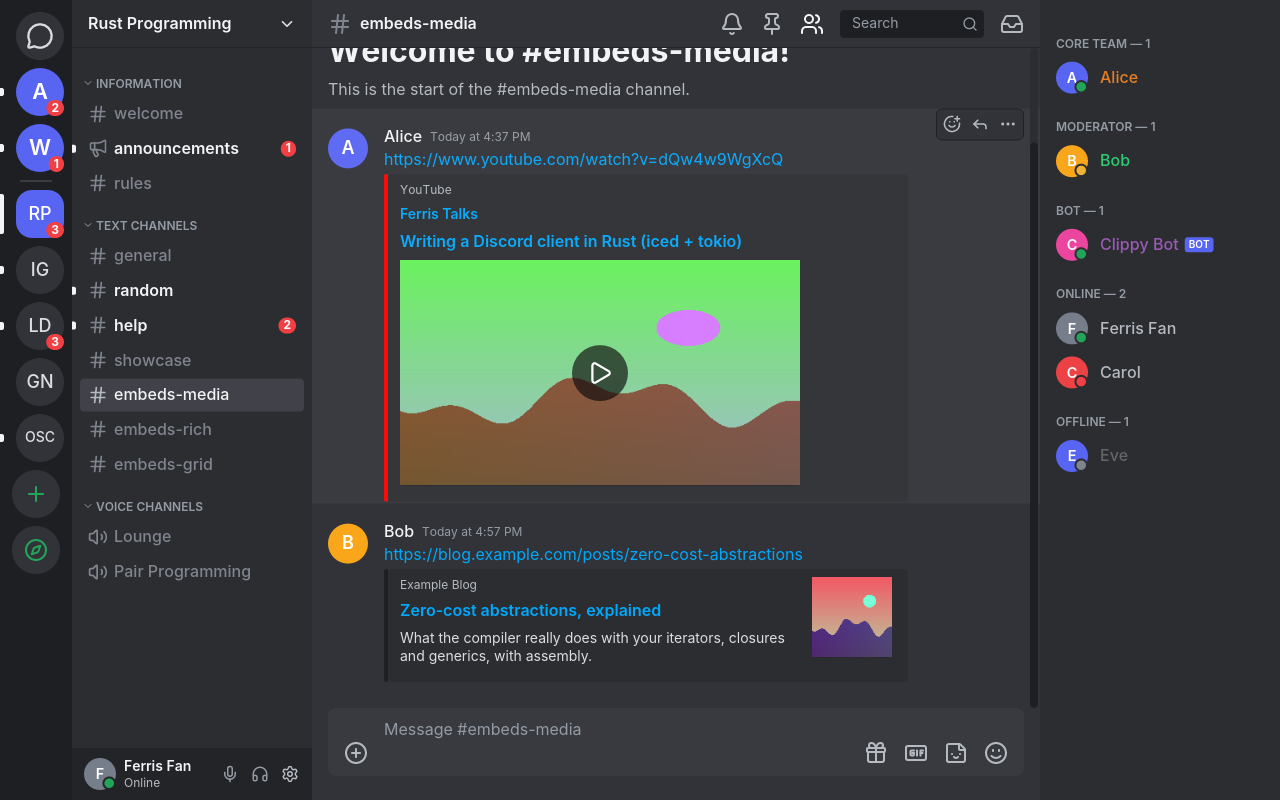 A
2
W
1
RP
3
IG
LD
3
GN
OSC
Rust Programming
INFORMATION
welcome
announcements
1
rules
TEXT CHANNELS
general
random
help
2
showcase
embeds-media
embeds-rich
embeds-grid
VOICE CHANNELS
Lounge
Pair Programming
F
Ferris Fan
Online
embeds-media
Search
Welcome to #embeds-media!
This is the start of the #embeds-media channel.
A
Alice Today at 4:37 PM
https://www.youtube.com/watch?v=dQw4w9WgXcQ
YouTube
Ferris Talks
Writing a Discord client in Rust (iced + tokio)
B
Bob Today at 4:57 PM
https://blog.example.com/posts/zero-cost-abstractions
Example Blog
Zero-cost abstractions, explained
What the compiler really does with your iterators, closures
and generics, with assembly.
Message #embeds-media
GIF
CORE TEAM — 1
A
Alice
MODERATOR — 1
B
Bob
BOT — 1
C
Clippy Bot BOT
ONLINE — 2
F
Ferris Fan
C
Carol
OFFLINE — 1
E
Eve